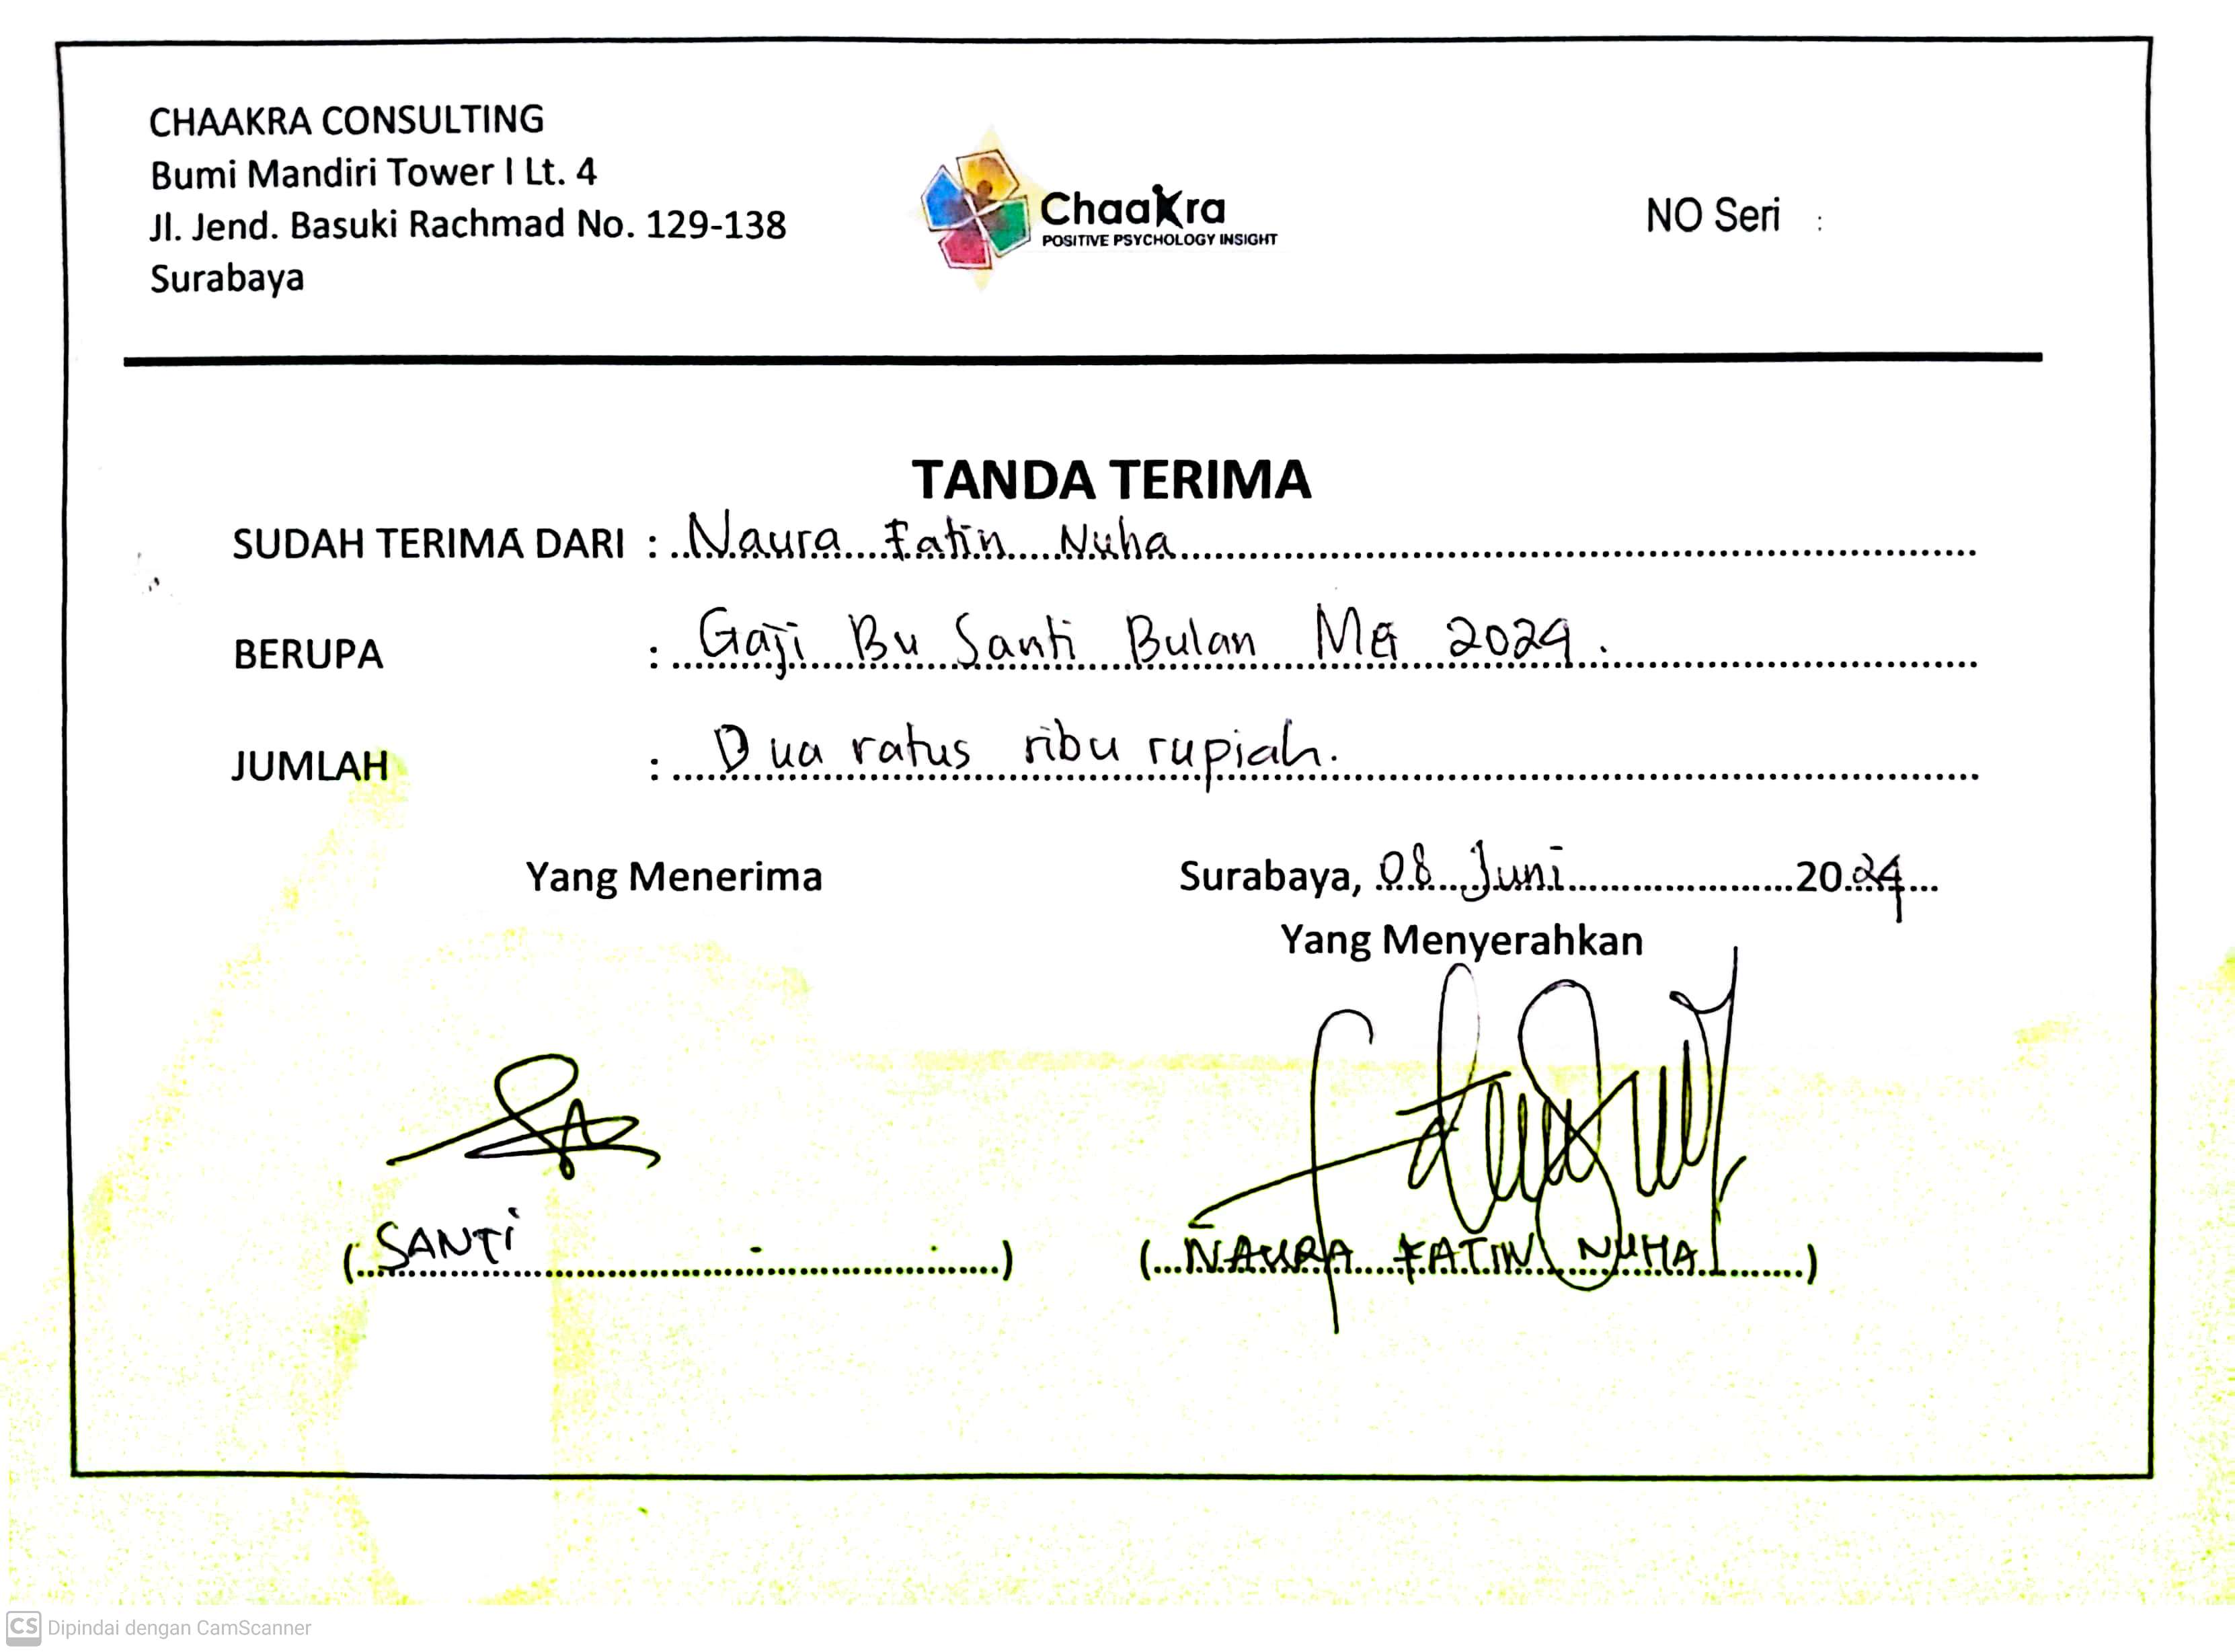 CHAAKRA CONSULTING
Bumi Mandiri Tower I Lt. 4
Jl. Jend. Basuki Rachmad No. 129-138
Surabaya
Chaakra
POSITIVE PSYCHOLOGY INSIGHT
NO Seri :
TANDA TERIMA
SUDAH TERIMA DARI : Naura Fatin Nuha
BERUPA : Gaji Bu Santi Bulan Mei 2024.
JUMLAH : Dua ratus ribu rupiah.
Yang Menerima
Surabaya, 08 Juni 2024
Yang Menyerahkan
(SANTI)
(NAURA FATIN NUHA)
CS Dipindai dengan CamScanner